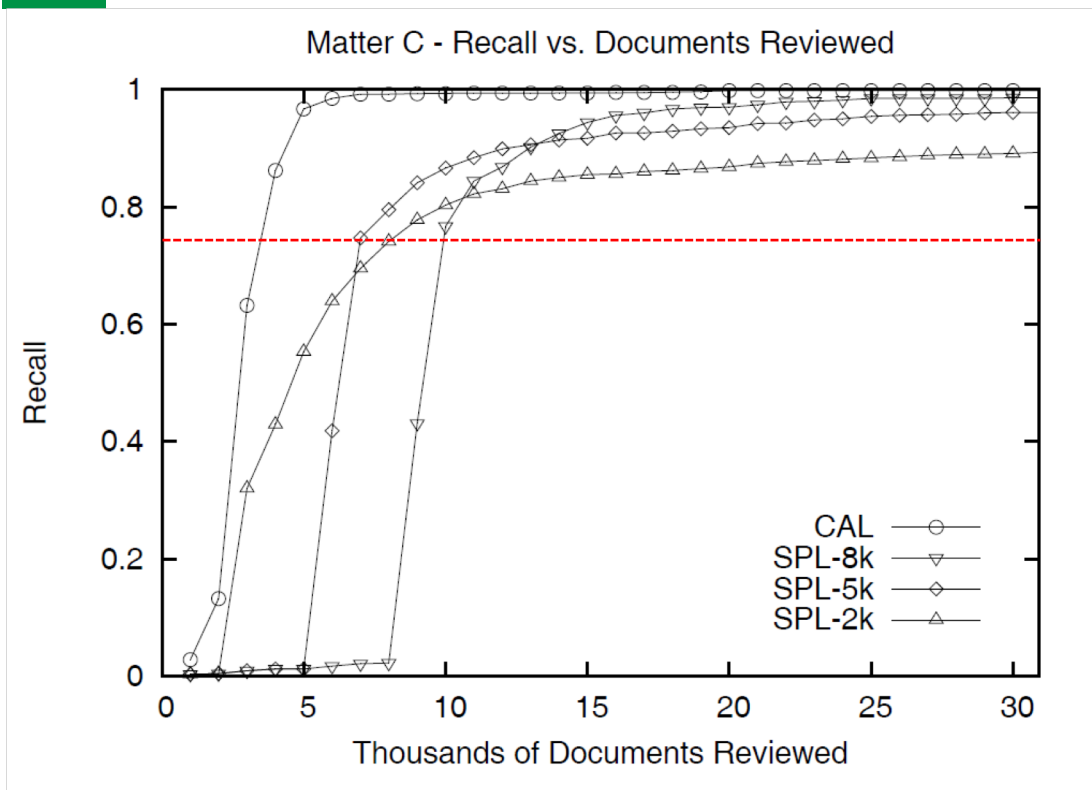 Matter C - Recall vs. Documents Reviewed
1
0.8
0.6
0.4
0.2
0
Recall
CAL
SPL-8k
SPL-5k
SPL-2k
0 5 10 15 20 25 30
Thousands of Documents Reviewed